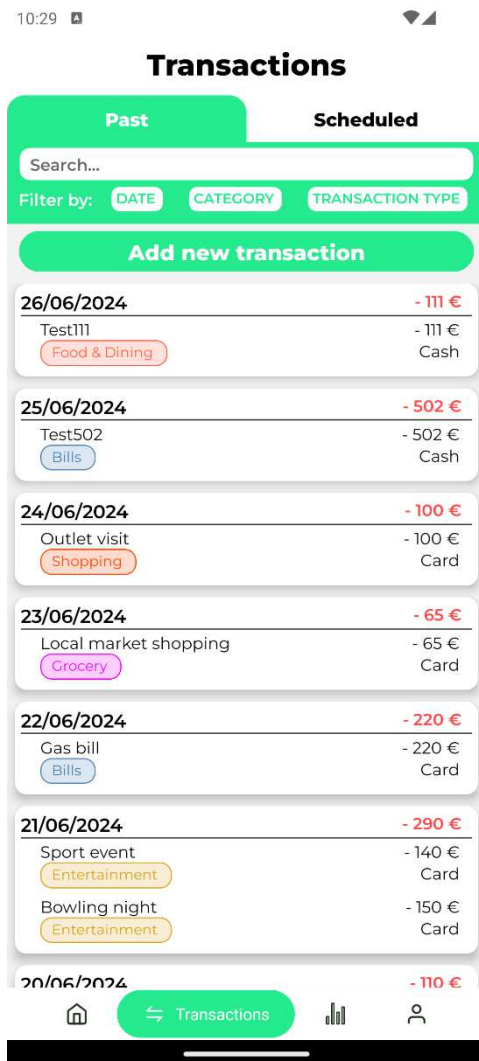 10:29 A
Transactions
Past Scheduled
Search...
Filter by: DATE CATEGORY TRANSACTION TYPE
Add new transaction
26/06/2024 - 111 €
Test111 - 111 €
Food & Dining Cash
25/06/2024 - 502 €
Test502 - 502 €
Bills Cash
24/06/2024 - 100 €
Outlet visit - 100 €
Shopping Card
23/06/2024 - 65 €
Local market shopping - 65 €
Grocery Card
22/06/2024 - 220 €
Gas bill - 220 €
Bills Card
21/06/2024 - 290 €
Sport event - 140 €
Entertainment Card
Bowling night - 150 €
Entertainment Card
20/06/2024 - 110 €
Transactions